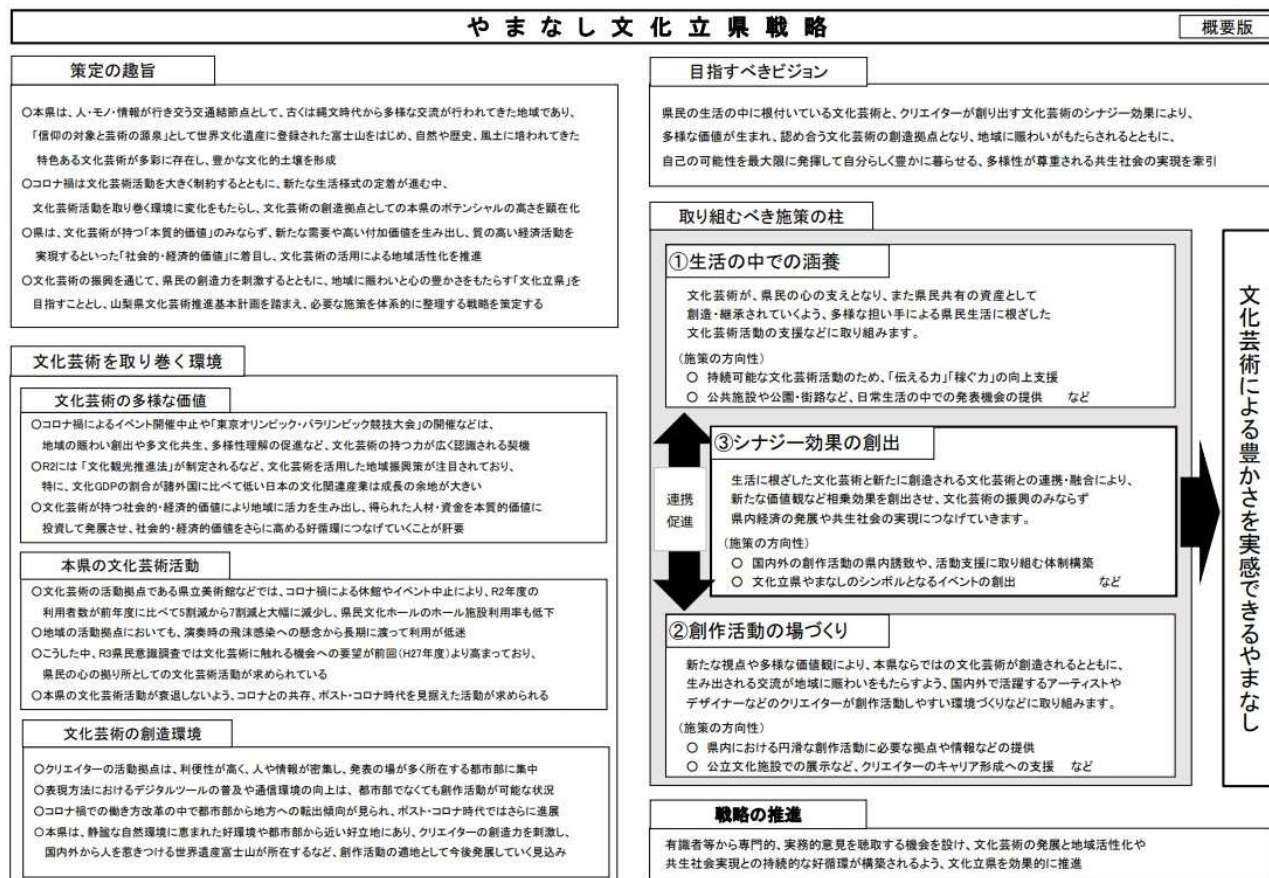 やまなし文化立県戦略
概要版
策定の趣旨
○本県は、人・モノ・情報が行き交う交通結節点として、古くは縄文時代から多様な交流が行われてきた地域であり、
「信仰の対象と芸術の源泉」として世界文化遺産に登録された富士山をはじめ、自然や歴史、風土に培われてきた
特色ある文化芸術が多彩に存在し、豊かな文化的土壌を形成
○コロナ禍は文化芸術活動を大きく制約するとともに、新たな生活様式の定着が進む中、
文化芸術活動を取り巻く環境に変化をもたらし、文化芸術の創造拠点としての本県のポテンシャルの高さを顕在化
○県は、文化芸術が持つ「本質的価値」のみならず、新たな需要や高い付加価値を生み出し、質の高い経済活動を
実現するといった「社会的・経済的価値」に着目し、文化芸術の活用による地域活性化を推進
○文化芸術の振興を通じて、県民の創造力を刺激するとともに、地域に賑わいと心の豊かさをもたらす「文化立県」を
目指すこととし、山梨県文化芸術推進基本計画を踏まえ、必要な施策を体系的に整理する戦略を策定する
文化芸術を取り巻く環境
文化芸術の多様な価値
○コロナ禍によるイベント開催中止や「東京オリンピック・パラリンピック競技大会」の開催などは、
地域の賑わい創出や多文化共生、多様性理解の促進など、文化芸術の持つ力が広く認識される契機
○R2には「文化観光推進法」が制定されるなど、文化芸術を活用した地域振興策が注目されており、
特に、文化GDPの割合が諸外国に比べて低い日本の文化関連産業は成長の余地が大きい
○文化芸術が持つ社会的・経済的価値により地域に活力を生み出し、得られた人材・資金を本質的価値に
投資して発展させ、社会的・経済的価値をさらに高める好循環につなげていくことが肝要
本県の文化芸術活動
○文化芸術の活動拠点である県立美術館などでは、コロナ禍による休館やイベント中止により、R2年度の
利用者数が前年度に比べて5割減から7割減と大幅に減少し、県民文化ホールのホール施設利用率も低下
○地域の活動拠点においても、演奏時の飛沫感染への懸念から長期に渡って利用が低迷
○こうした中、R3県民意識調査では文化芸術に触れる機会への要望が前回(H27年度)より高まっており、
県民の心の拠り所としての文化芸術活動が求められている
○本県の文化芸術活動が衰退しないよう、コロナとの共存、ポスト・コロナ時代を見据えた活動が求められる
文化芸術の創造環境
○クリエイターの活動拠点は、利便性が高く、人や情報が密集し、発表の場が多く所在する都市部に集中
○表現方法におけるデジタルツールの普及や通信環境の向上は、都市部でなくても創作活動が可能な状況
○コロナ禍での働き方改革の中で都市部から地方への転出傾向が見られ、ポスト・コロナ時代ではさらに進展
○本県は、静謐な自然環境に恵まれた好環境や都市部から近い好立地にあり、クリエイターの創造力を刺激し、
国内外から人を惹きつける世界遺産富士山が所在するなど、創作活動の適地として今後発展していく見込み
目指すべきビジョン
県民の生活の中に根付いている文化芸術と、クリエイターが創り出す文化芸術のシナジー効果により、
多様な価値が生まれ、認め合う文化芸術の創造拠点となり、地域に賑わいがもたらされるとともに、
自己の可能性を最大限に発揮して自分らしく豊かに暮らせる、多様性が尊重される共生社会の実現を牽引
取り組むべき施策の柱
①生活の中での涵養
文化芸術が、県民の心の支えとなり、また県民共有の資産として
創造・継承されていくよう、多様な担い手による県民生活に根ざした
文化芸術活動の支援などに取り組みます。
(施策の方向性)
○ 持続可能な文化芸術活動のため、「伝える力」「稼ぐ力」の向上支援
○ 公共施設や公園・街路など、日常生活の中での発表機会の提供 など
連携
促進
③シナジー効果の創出
生活に根ざした文化芸術と新たに創造される文化芸術との連携・融合により、
新たな価値観など相乗効果を創出させ、文化芸術の振興のみならず
県内経済の発展や共生社会の実現につなげていきます。
(施策の方向性)
○ 国内外の創作活動の県内誘致や、活動支援に取り組む体制構築
○ 文化立県やまなしのシンボルとなるイベントの創出 など
②創作活動の場づくり
新たな視点や多様な価値観により、本県ならではの文化芸術が創造されるとともに、
生み出される交流が地域に賑わいをもたらすよう、国内外で活躍するアーティストや
デザイナーなどのクリエイターが創作活動しやすい環境づくりなどに取り組みます。
(施策の方向性)
○ 県内における円滑な創作活動に必要な拠点や情報などの提供
○ 公立文化施設での展示など、クリエイターのキャリア形成への支援 など
文化芸術による豊かさを実感できるやまなし
戦略の推進
有識者等から専門的、実務的意見を聴取する機会を設け、文化芸術の発展と地域活性化や
共生社会実現との持続的な好循環が構築されるよう、文化立県を効果的に推進